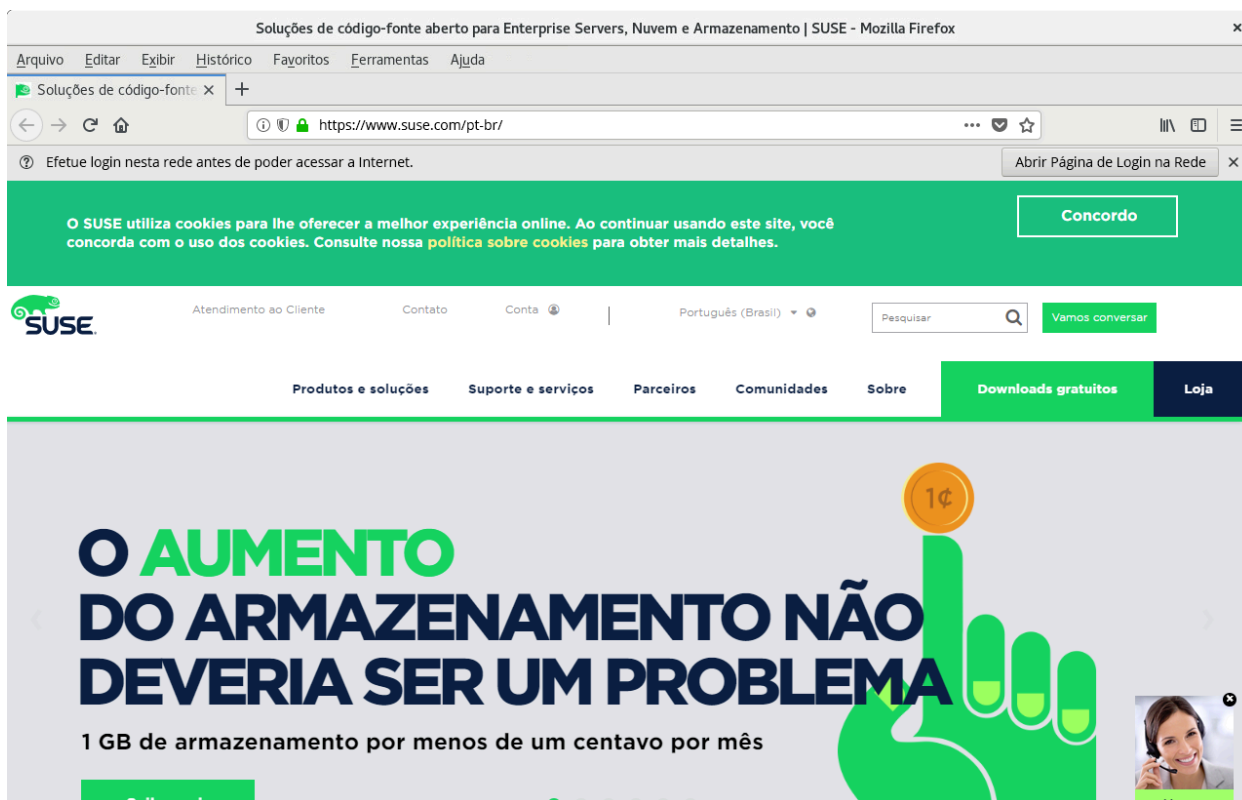 Soluções de código-fonte aberto para Enterprise Servers, Nuvem e Armazenamento | SUSE - Mozilla Firefox
Arquivo Editar Exibir Histórico Favoritos Ferramentas Ajuda
Soluções de código-fonte
https://www.suse.com/pt-br/
Efetue login nesta rede antes de poder acessar a Internet.
Abrir Página de Login na Rede
O SUSE utiliza cookies para lhe oferecer a melhor experiência online. Ao continuar usando este site, você
concorda com o uso dos cookies. Consulte nossa política sobre cookies para obter mais detalhes.
Concordo
SUSE.
Atendimento ao Cliente Contato Conta Português (Brasil) Pesquisar Vamos conversar
Produtos e soluções Suporte e serviços Parceiros Comunidades Sobre Downloads gratuitos Loja
1¢
O AUMENTO
DO ARMAZENAMENTO NÃO
DEVERIA SER UM PROBLEMA
1 GB de armazenamento por menos de um centavo por mês